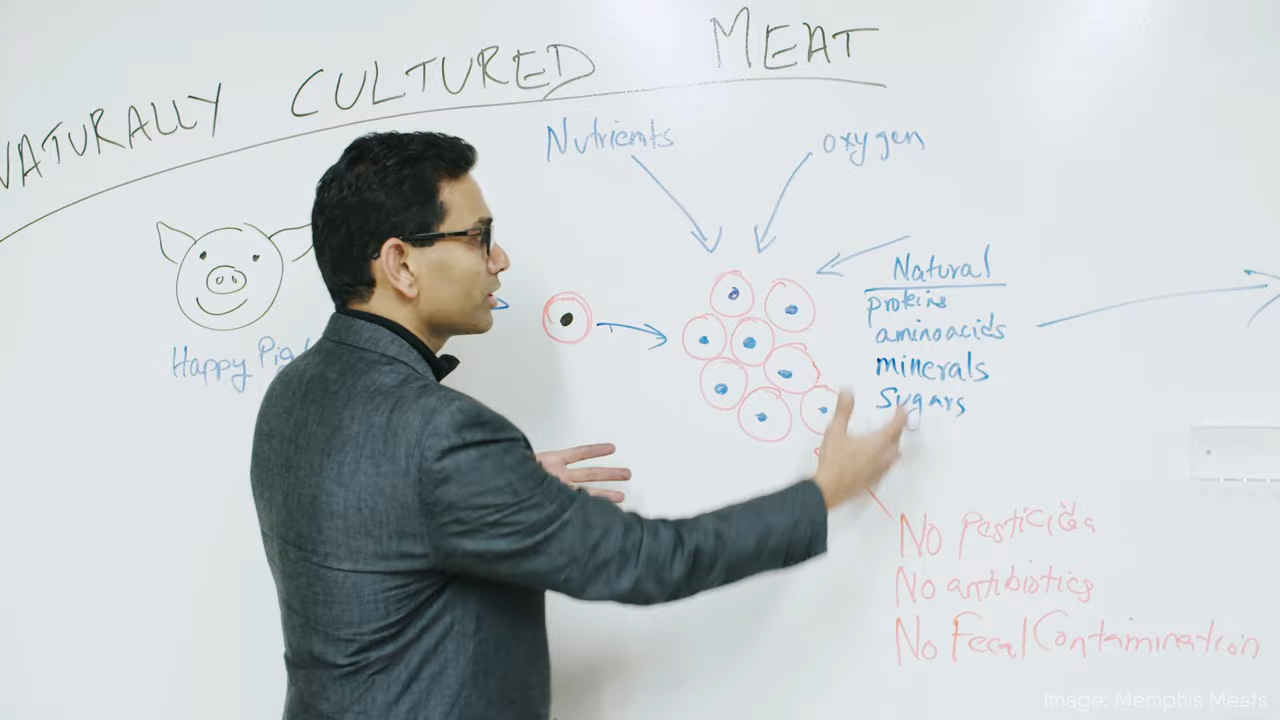 NATURALLY CULTURED MEAT
Nutrients
oxygen
Happy Pig
Natural
proteins
aminoacids
minerals
Sugars
No Pesticides
No antibiotics
No Fecal Contamination
Image: Memphis Meats